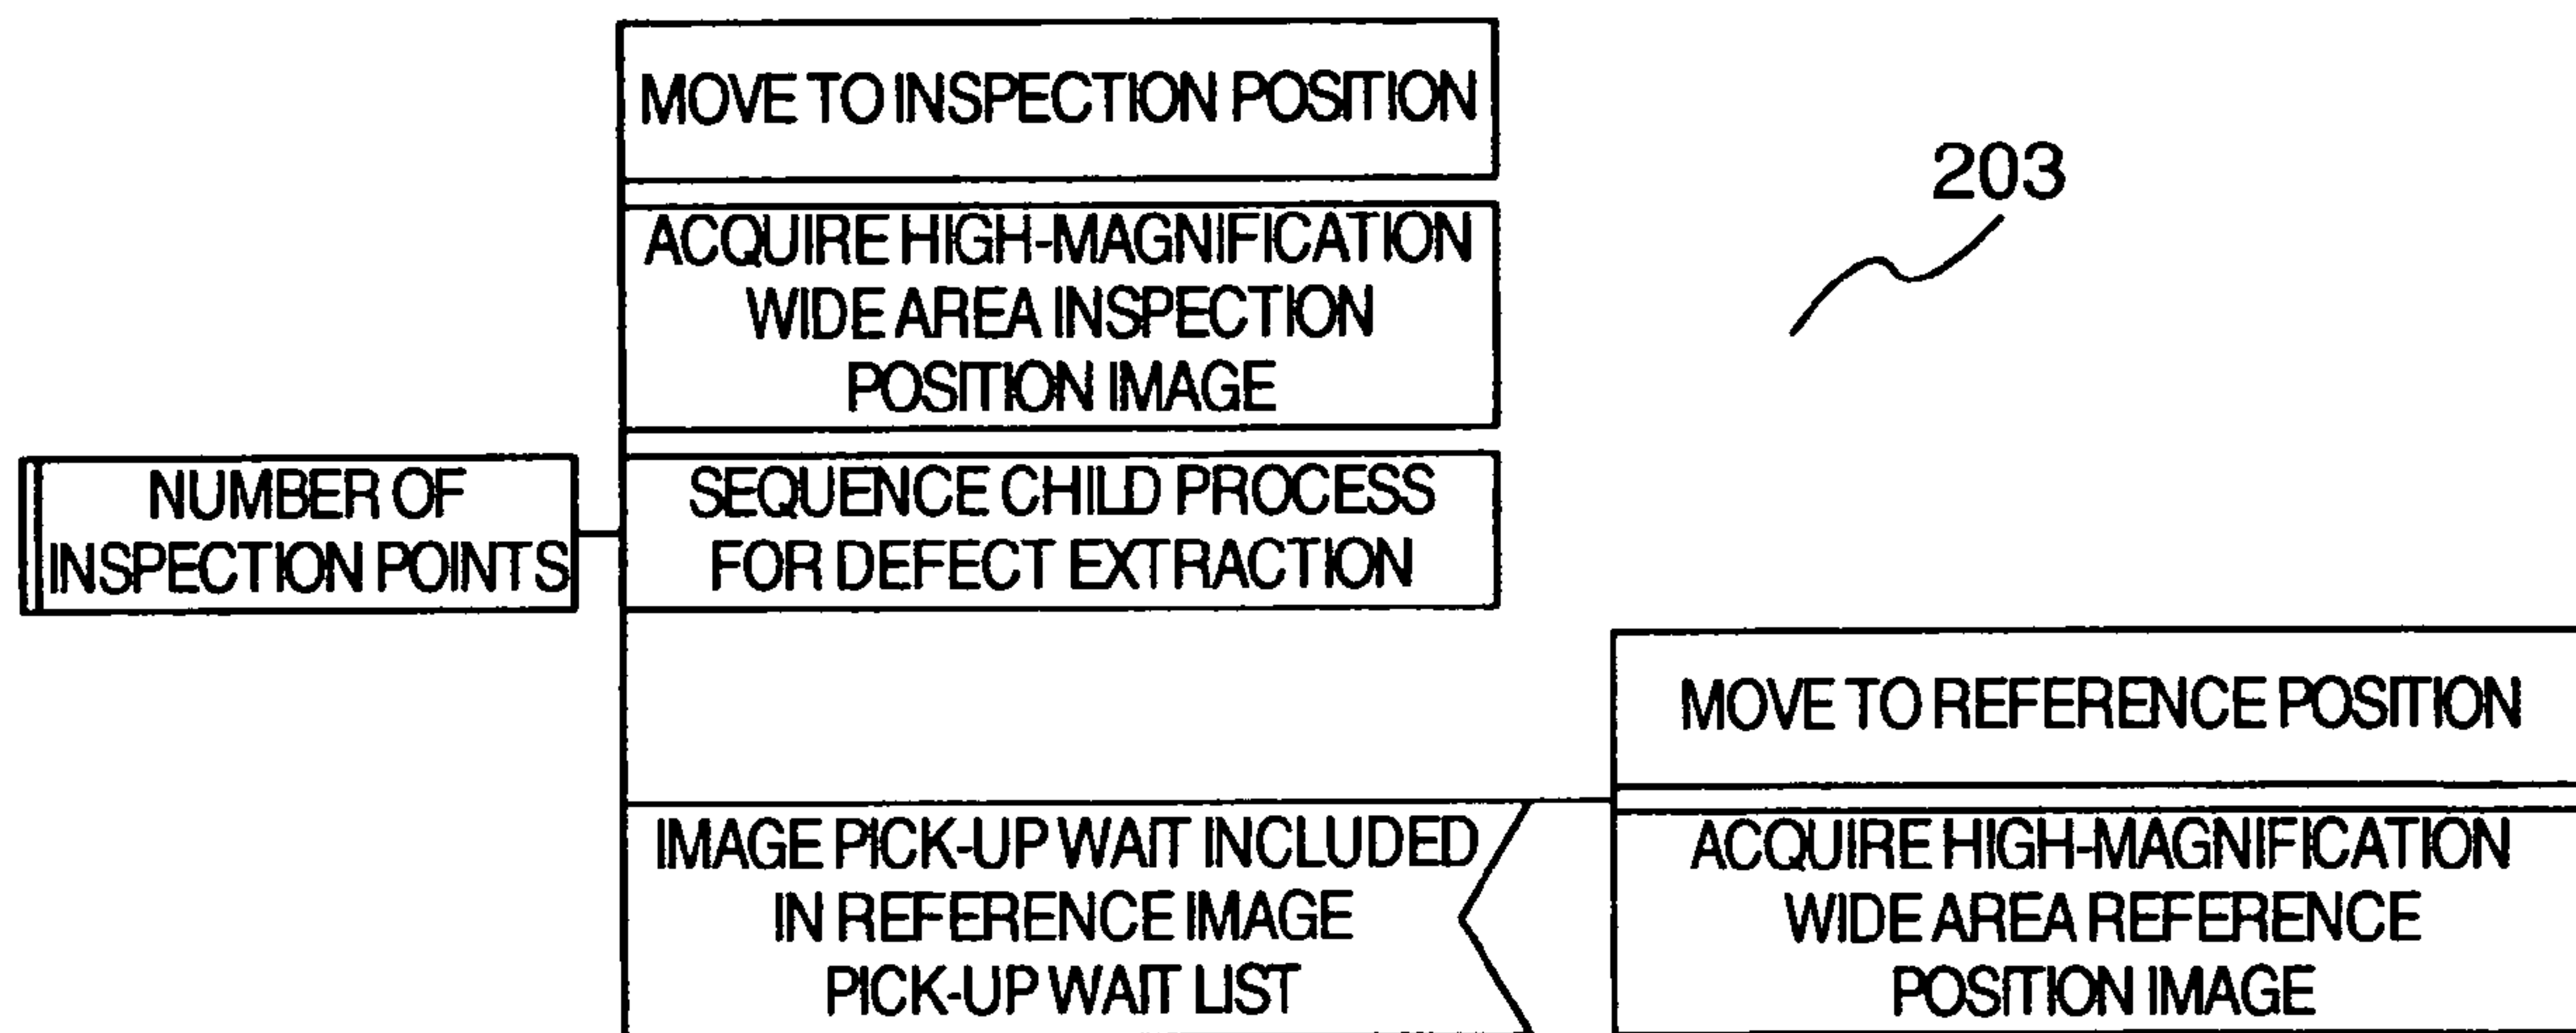 MOVE TO INSPECTION POSITION
203
ACQUIRE HIGH-MAGNIFICATION
WIDE AREA INSPECTION
POSITION IMAGE
NUMBER OF
INSPECTION POINTS
SEQUENCE CHILD PROCESS
FOR DEFECT EXTRACTION
MOVE TO REFERENCE POSITION
IMAGE PICK-UP WAIT INCLUDED
IN REFERENCE IMAGE
PICK-UP WAIT LIST
ACQUIRE HIGH-MAGNIFICATION
WIDE AREA REFERENCE
POSITION IMAGE